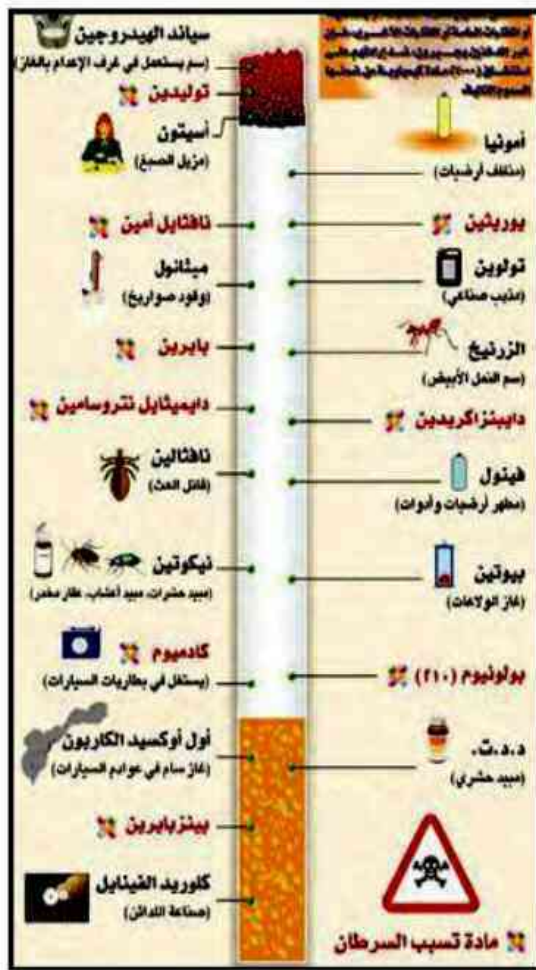 سيانيد الهيدروجين
(سم يستعمل في غرف الإعدام بالغاز)
توليدين
أسيتون
(مزيل الصبغ)
نافثايل أمين
ميثانول
(وقود صواريخ)
بايرين
دايميثايل نتروسامين
نافثالين
(قاتل العث)
نيكوتين
(مبيد حشرات، مبيد أعشاب، عقار مخدر)
كادميوم
(يستغل في بطاريات السيارات)
أول أوكسيد الكاربون
(غاز سام في عوادم السيارات)
بينزبايرين
كلوريد الفينايل
(صناعة اللدائن)
أمونيا
(منظف أرضيات)
يوريثين
تولوين
(مذيب صناعي)
الزرنيخ
(سم النمل الأبيض)
دايبنزاكريدين
فينول
(مطهر أرضيات وأدوات)
بيوتين
(غاز الولاعات)
بولونيوم (٢١٠)
د.د.ت.
(مبيد حشري)
مادة تسبب السرطان